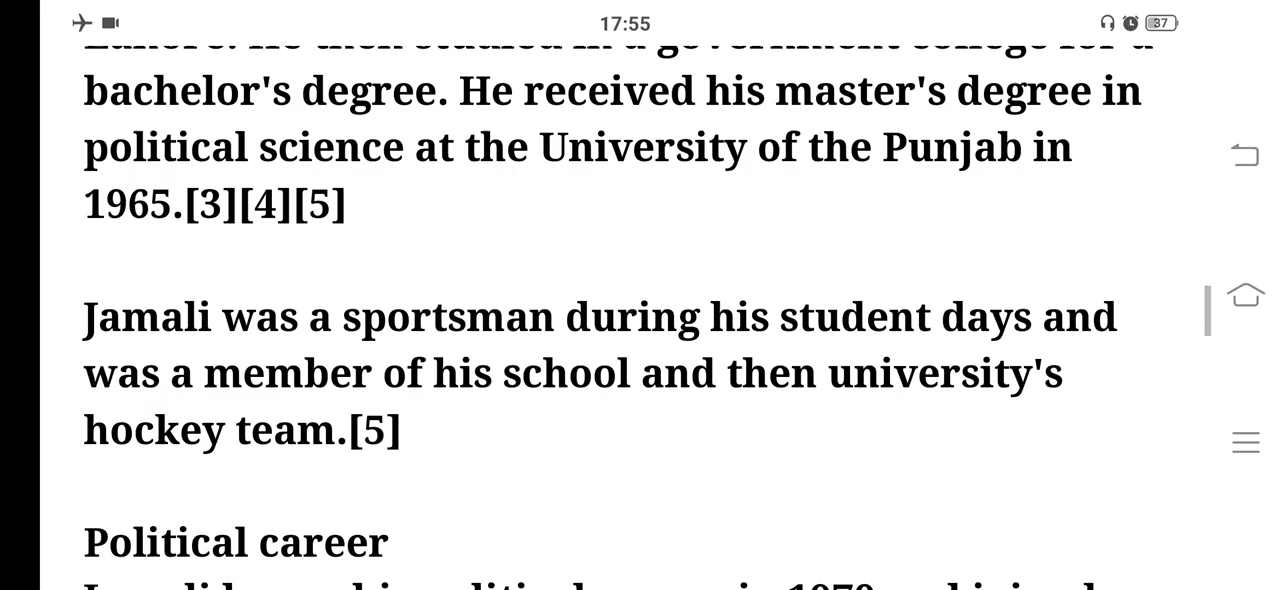 17:55
37
bachelor's degree. He received his master's degree in
political science at the University of the Punjab in
1965.[3][4][5]
Jamali was a sportsman during his student days and
was a member of his school and then university's
hockey team.[5]
Political career